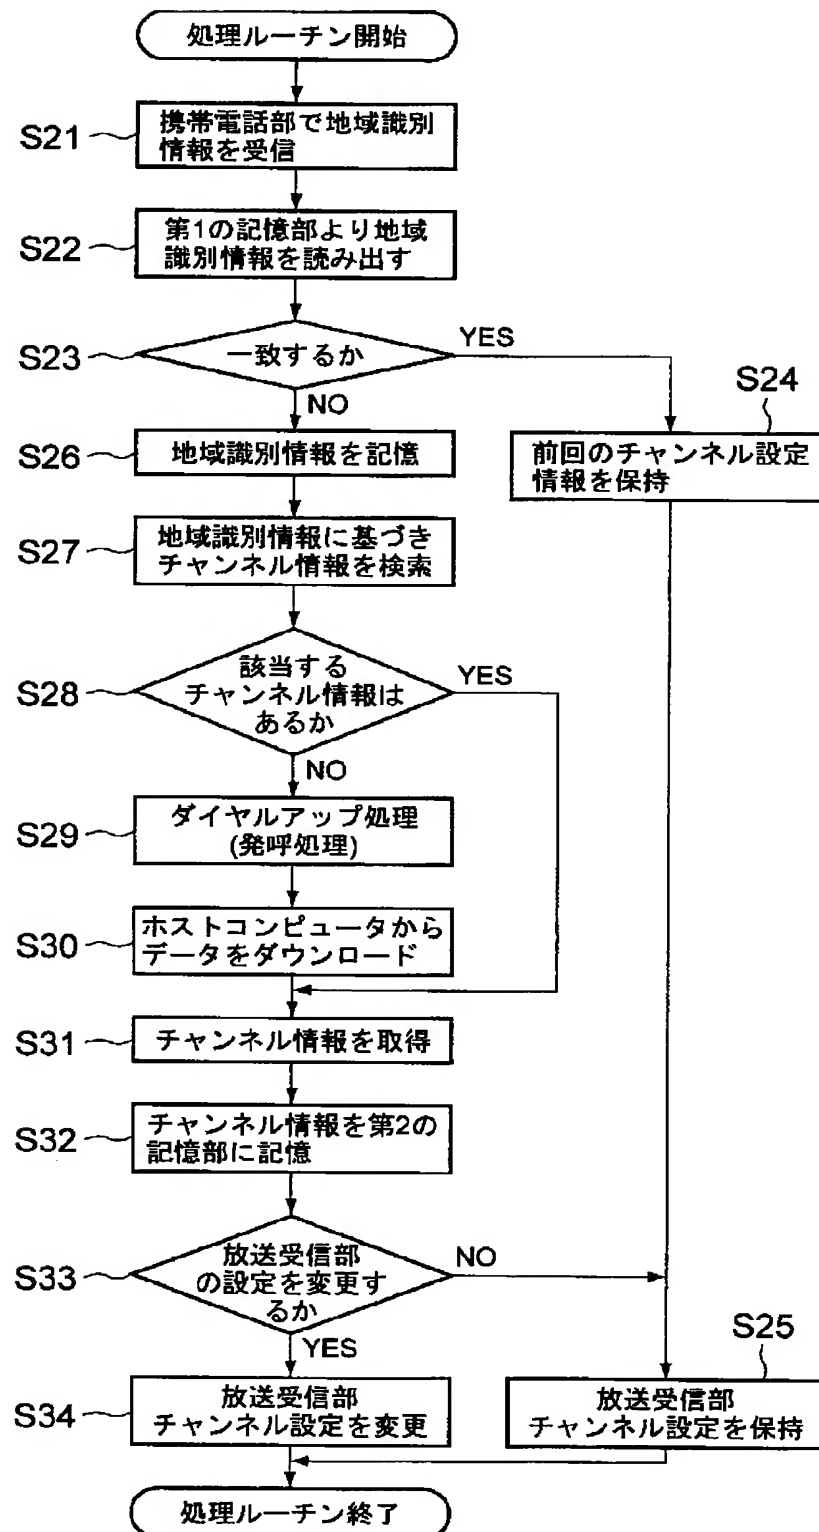 処理ルーチン開始
S21
携帯電話部で地域識別
情報を受信
S22
第1の記憶部より地域
識別情報を読み出す
S23
一致するか
YES
NO
S24
前回のチャンネル設定
情報を保持
S26
地域識別情報を記憶
S27
地域識別情報に基づき
チャンネル情報を検索
S28
該当する
チャンネル情報は
あるか
YES
NO
S29
ダイヤルアップ処理
(発呼処理)
S30
ホストコンピュータから
データをダウンロード
S31
チャンネル情報を取得
S32
チャンネル情報を第2の
記憶部に記憶
S33
放送受信部
の設定を変更す
るか
NO
YES
S25
放送受信部
チャンネル設定を保持
S34
放送受信部
チャンネル設定を変更
処理ルーチン終了